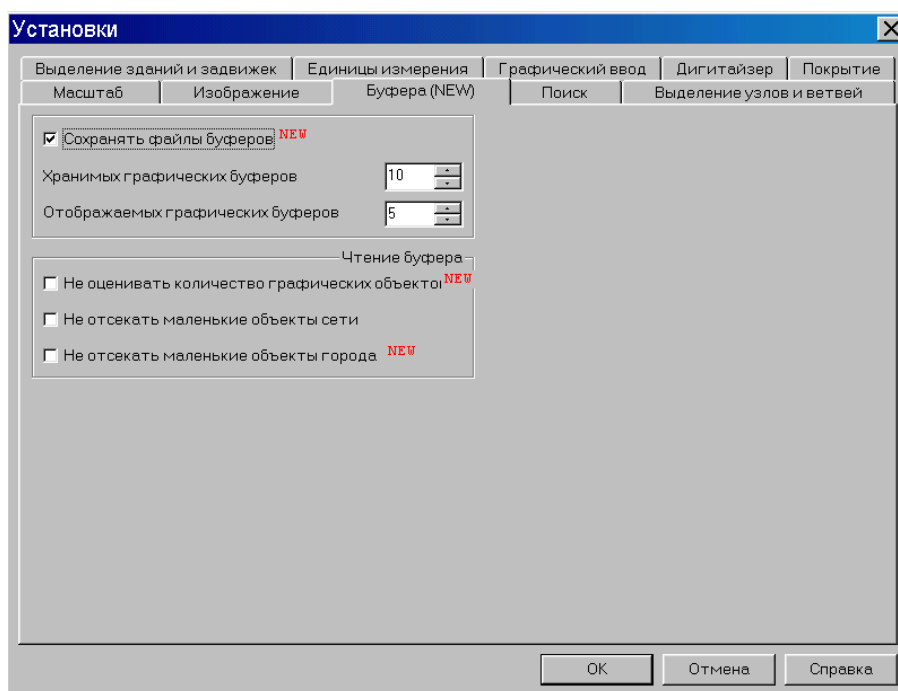 Установки
Выделение зданий и задвижек Единицы измерения Графический ввод Дигитайзер Покрытие
Масштаб Изображение Буфера (NEW) Поиск Выделение узлов и ветвей
Сохранять файлы буферов NEW
Хранимых графических буферов 10
Отображаемых графических буферов 5
Чтение буфера
Не оценивать количество графических объекто NEW
Не отсекать маленькие объекты сети
Не отсекать маленькие объекты города NEW
OK Отмена Справка